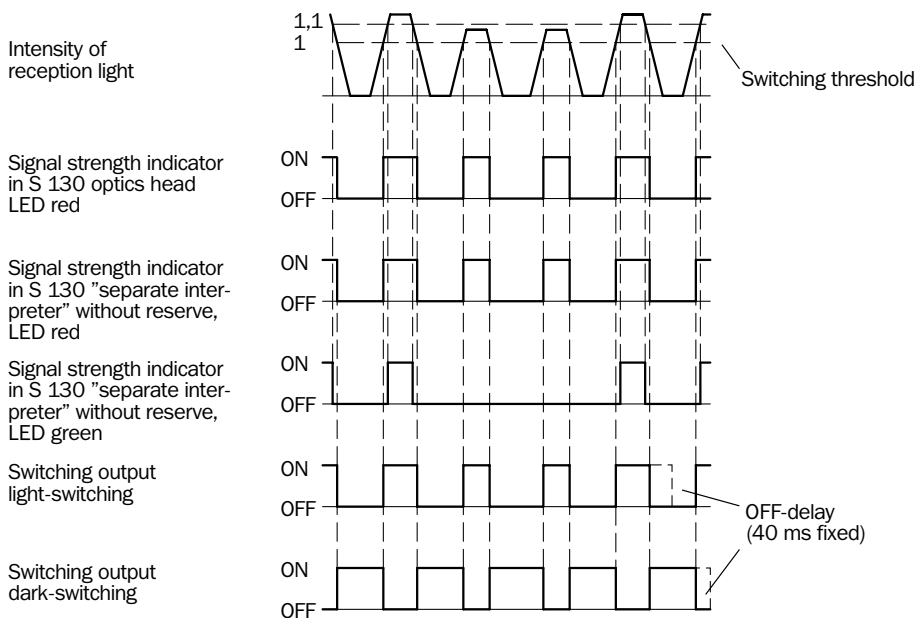 1,1
1
Intensity of
reception light
Switching threshold
Signal strength indicator
in S 130 optics head
LED red
ON
OFF
Signal strength indicator
in S 130 ”separate inter-
preter” without reserve,
LED red
ON
OFF
Signal strength indicator
in S 130 ”separate inter-
preter” without reserve,
LED green
ON
OFF
Switching output
light-switching
ON
OFF
OFF-delay
(40 ms fixed)
Switching output
dark-switching
ON
OFF